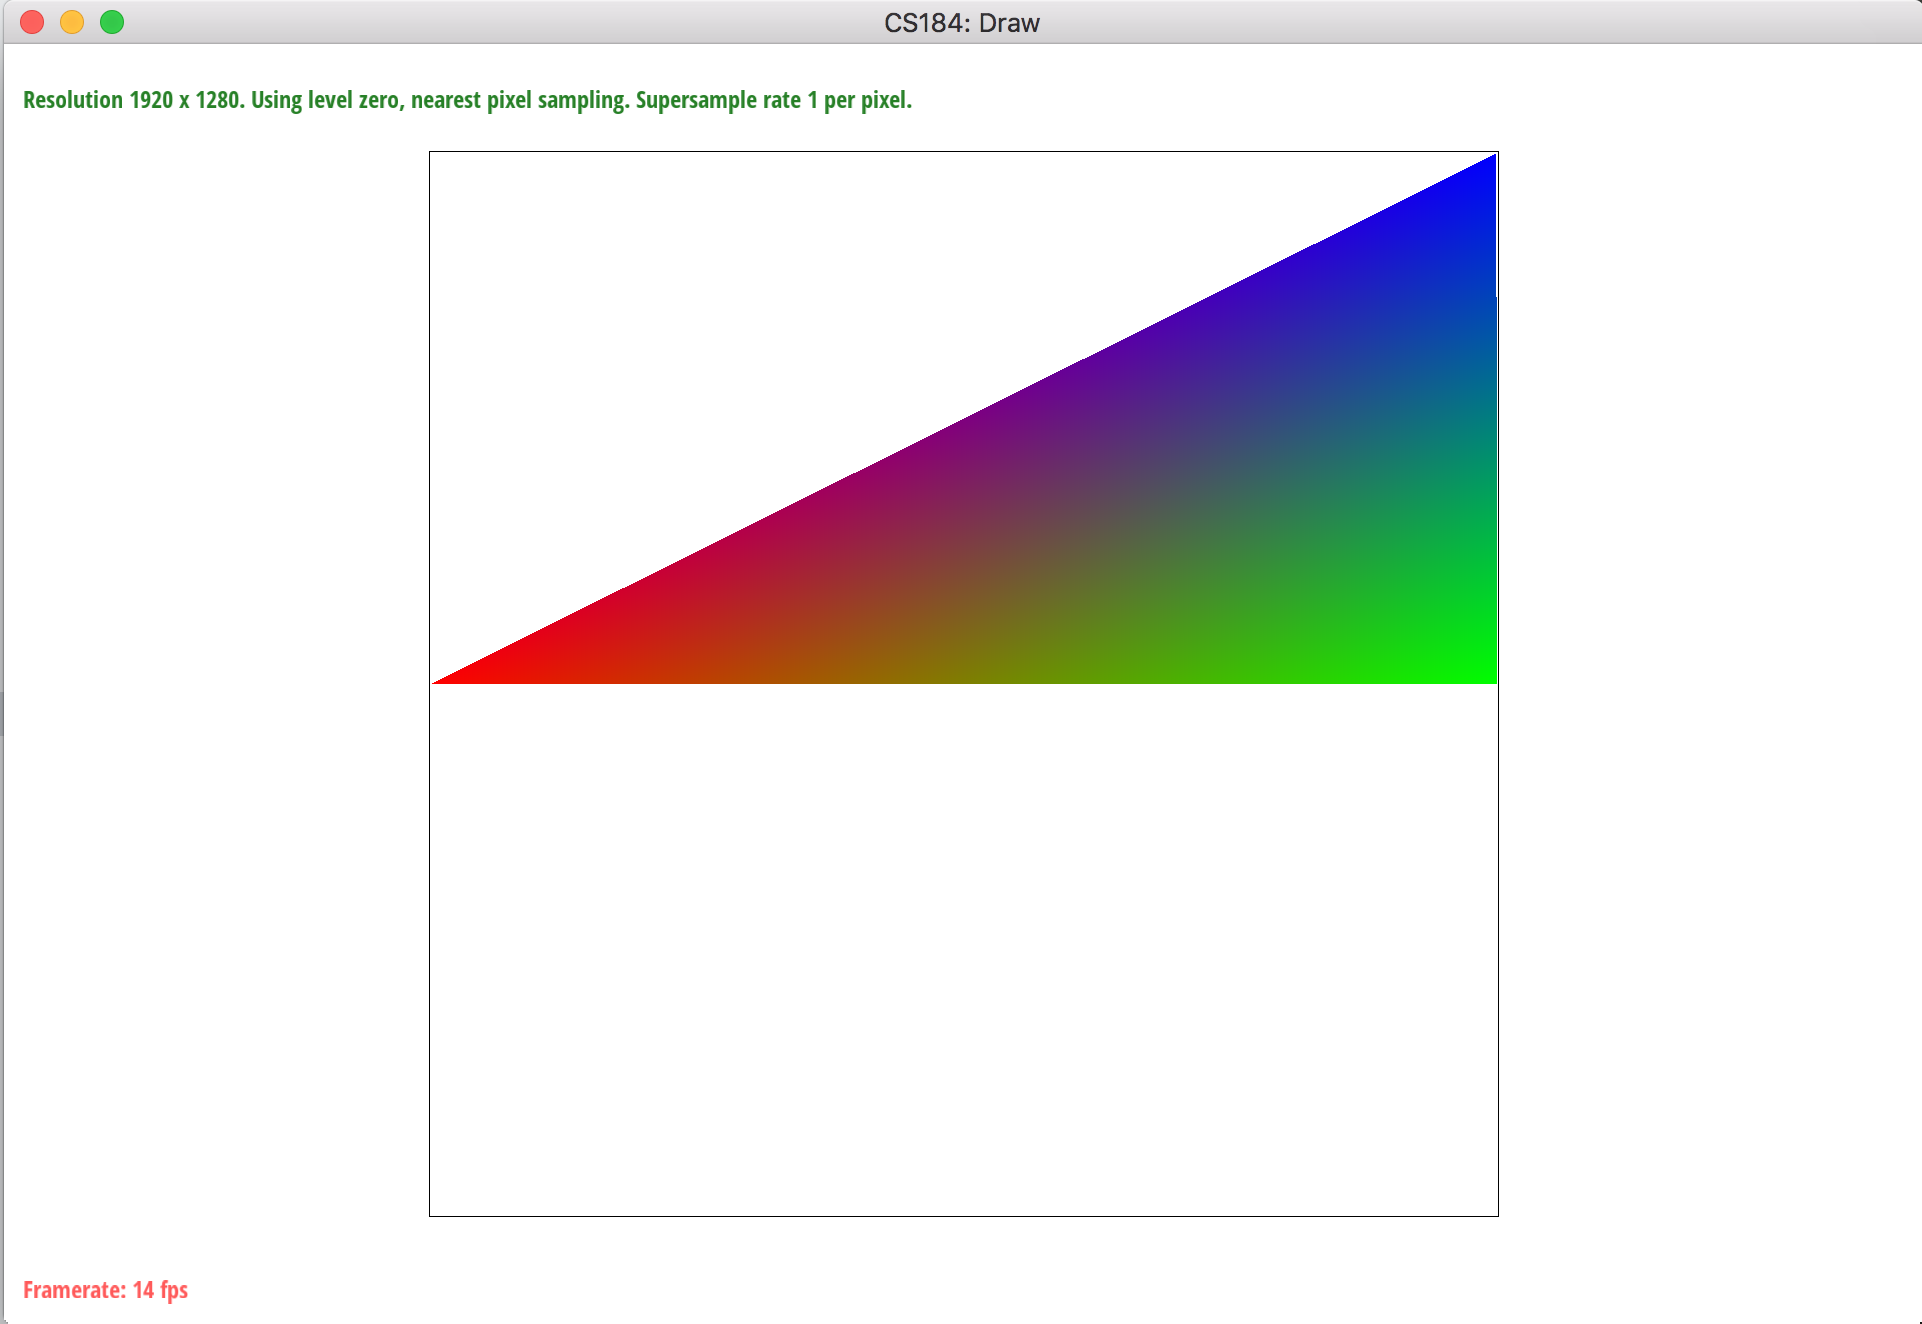 CS184: Draw
Resolution 1920 x 1280. Using level zero, nearest pixel sampling. Supersample rate 1 per pixel.
Framerate: 14 fps